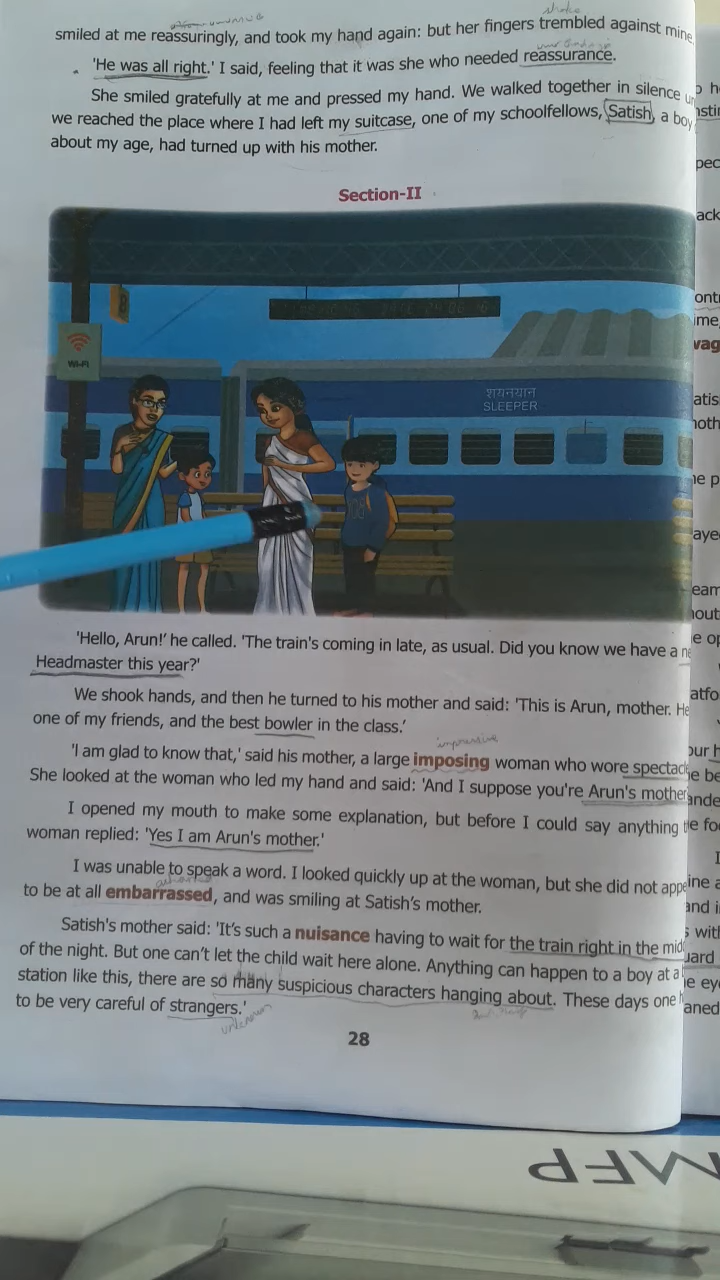 smiled at me reassuringly, and took my hand again: but her fingers trembled against mine
shake
'He was all right.' I said, feeling that it was she who needed reassurance.
She smiled gratefully at me and pressed my hand. We walked together in silence
we reached the place where I had left my suitcase, one of my schoolfellows, Satish, a boy
about my age, had turned up with his mother.
Section-II
Wi-Fi
शयनयान
SLEEPER
'Hello, Arun!' he called. 'The train's coming in late, as usual. Did you know we have a
Headmaster this year?'
We shook hands, and then he turned to his mother and said: 'This is Arun, mother. He
one of my friends, and the best bowler in the class.'
impressive
'I am glad to know that,' said his mother, a large imposing woman who wore
She looked at the woman who led my hand and said: 'And I suppose you're Arun's mother
I opened my mouth to make some explanation, but before I could say anything
woman replied: 'Yes I am Arun's mother.'
I was unable to speak a word. I looked quickly up at the woman, but she did not
to be at all embarrassed, and was smiling at Satish's mother.
Satish's mother said: 'It's such a nuisance having to wait for the train right in the
of the night. But one can't let the child wait here alone. Anything can happen to a boy at a
station like this, there are so many suspicious characters hanging about. These days one
to be very careful of strangers.'
unknown
28
MFP